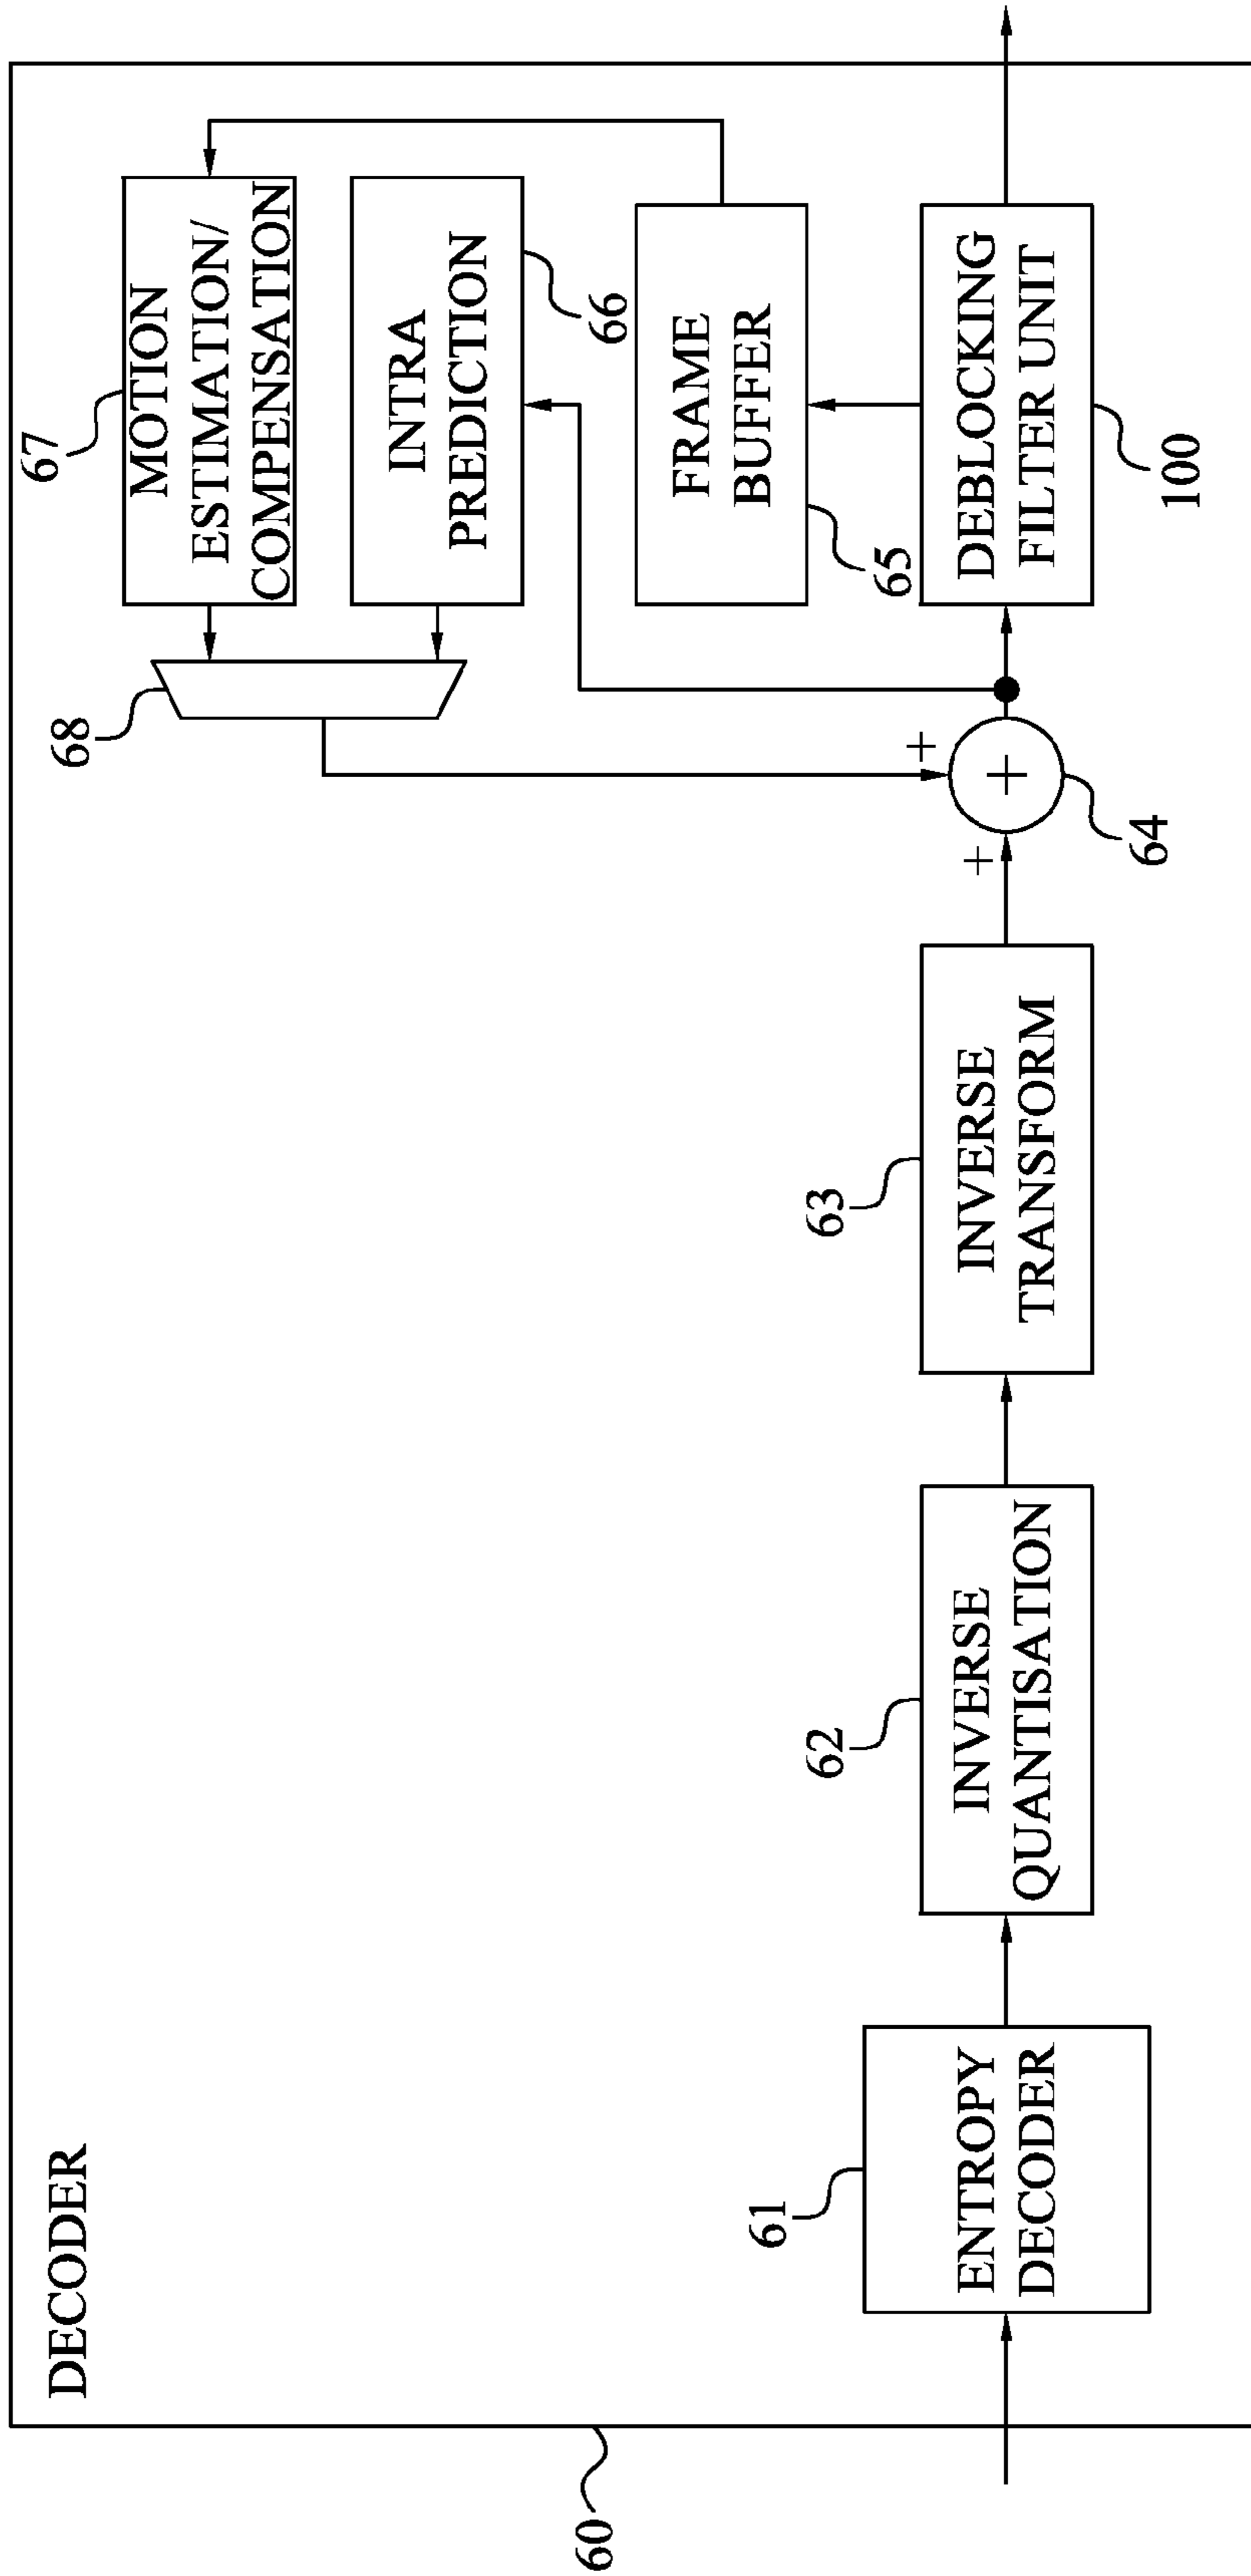 DECODER
60
61
ENTROPY
DECODER
62
INVERSE
QUANTISATION
63
INVERSE
TRANSFORM
+
+
+
64
68
67
MOTION
ESTIMATION/
COMPENSATION
INTRA
PREDICTION
66
FRAME
BUFFER
65
DEBLOCKING
FILTER UNIT
100